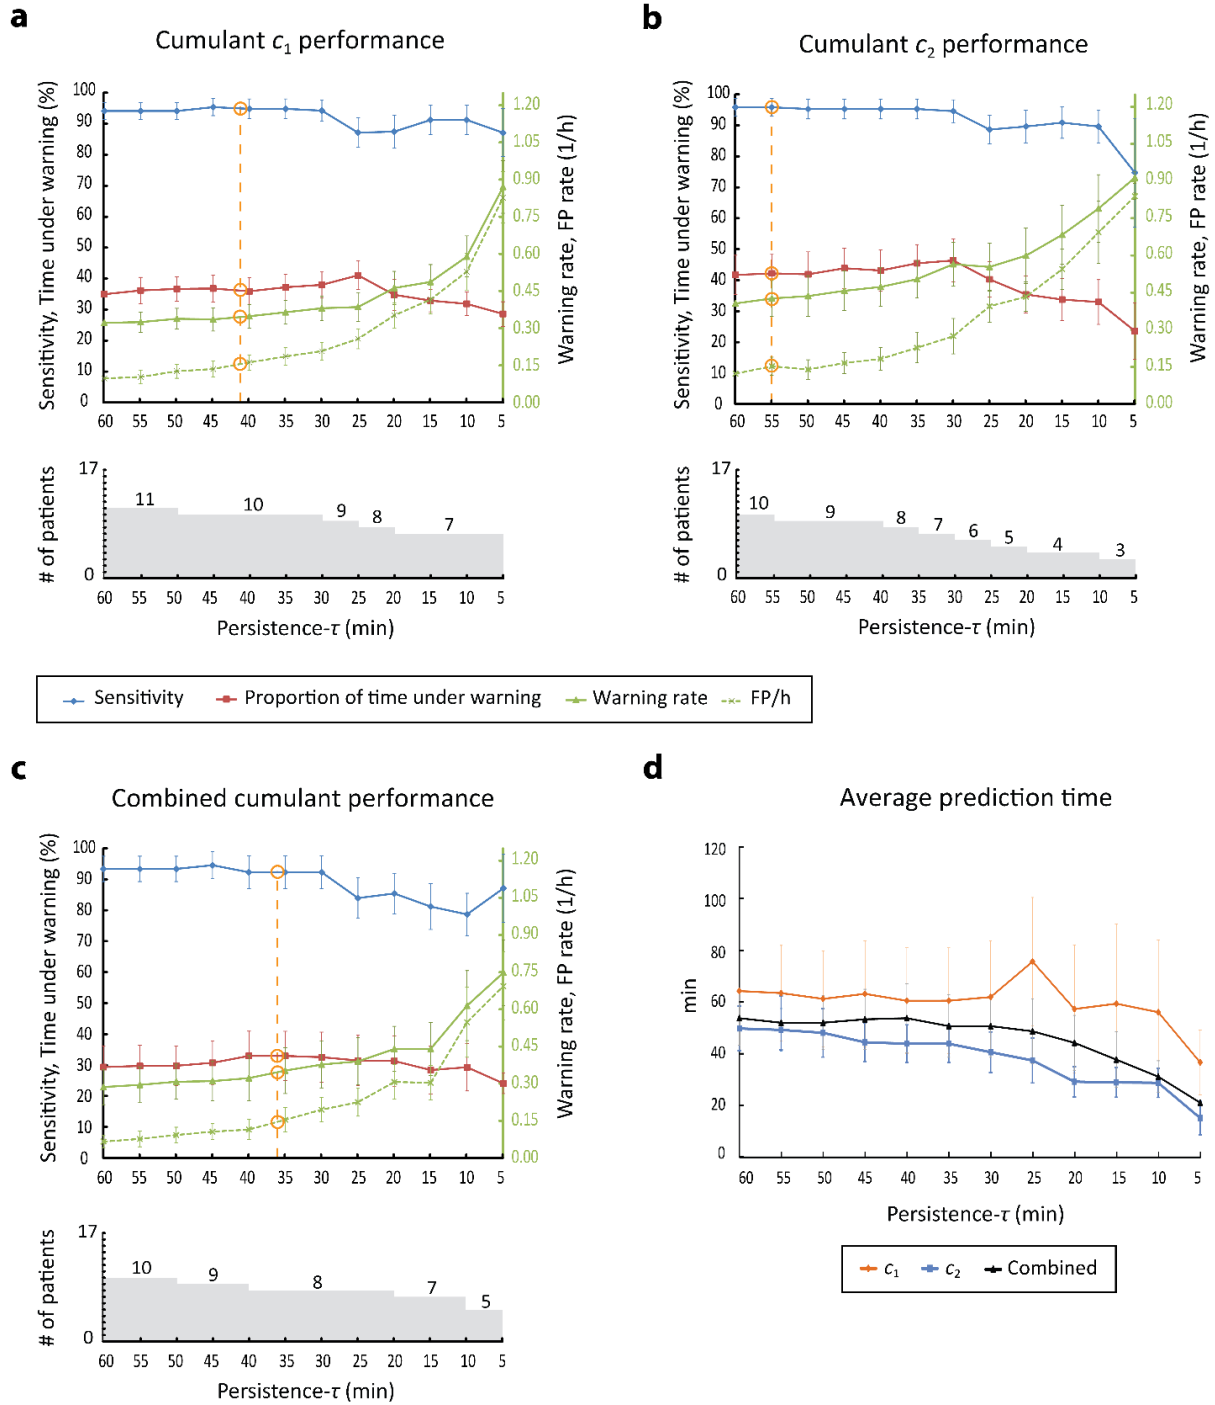 a
Cumulant c1 performance
Sensitivity, Time under warning (%)
100
90
80
70
60
50
40
30
20
10
0
1.20
1.05
0.90
0.75
0.60
0.45
0.30
0.15
0.00
Warning rate, FP rate (1/h)
60 55 50 45 40 35 30 25 20 15 10 5
# of patients
17
0
11 10 9 8 7
60 55 50 45 40 35 30 25 20 15 10 5
Persistence-τ (min)
b
Cumulant c2 performance
Sensitivity, Time under warning (%)
100
90
80
70
60
50
40
30
20
10
0
1.20
1.05
0.90
0.75
0.60
0.45
0.30
0.15
0.00
Warning rate, FP rate (1/h)
60 55 50 45 40 35 30 25 20 15 10 5
# of patients
17
0
10 9 8 7 6 5 4 3
60 55 50 45 40 35 30 25 20 15 10 5
Persistence-τ (min)
Sensitivity Proportion of time under warning Warning rate FP/h
c
Combined cumulant performance
Sensitivity, Time under warning (%)
100
90
80
70
60
50
40
30
20
10
0
1.20
1.05
0.90
0.75
0.60
0.45
0.30
0.15
0.00
Warning rate, FP rate (1/h)
60 55 50 45 40 35 30 25 20 15 10 5
# of patients
17
0
10 9 8 7 5
60 55 50 45 40 35 30 25 20 15 10 5
Persistence-τ (min)
d
Average prediction time
min
120
100
80
60
40
20
0
60 55 50 45 40 35 30 25 20 15 10 5
Persistence-τ (min)
c1 c2 Combined